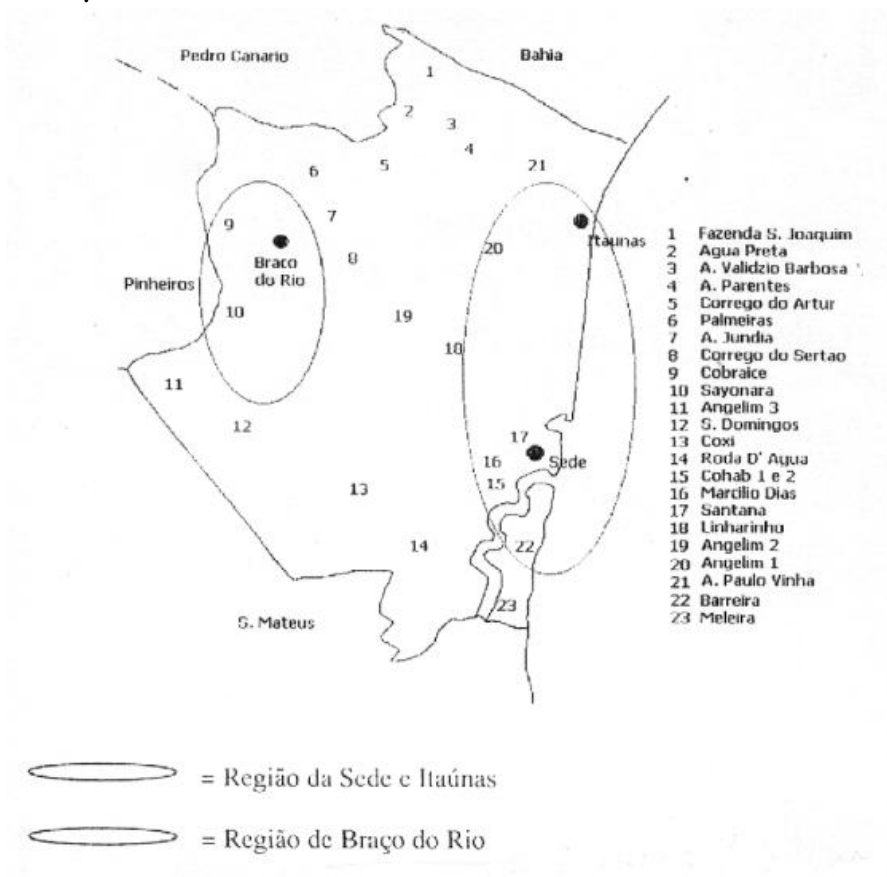 Pedro Canario
Bahia
1
2
3
4
5
21
6
9
7
Itaunas
20
Braco
do Rio
8
Pinheiros
10
19
18
11
12
17
16
Sede
15
13
14
22
23
S. Mateus
1 Fazenda S. Joaquim
2 Agua Preta
3 A. Validzio Barbosa
4 A. Parentes
5 Corrego do Artur
6 Palmeiras
7 A. Jundia
8 Corrego do Sertao
9 Cobraice
10 Sayonara
11 Angelim 3
12 S. Domingos
13 Coxi
14 Roda D' Agua
15 Cohab 1 e 2
16 Marcilio Dias
17 Santana
18 Linharinho
19 Angelim 2
20 Angelim 1
21 A. Paulo Vinha
22 Barreira
23 Meleira
= Região da Sede e Itaúnas
= Região de Braço do Rio